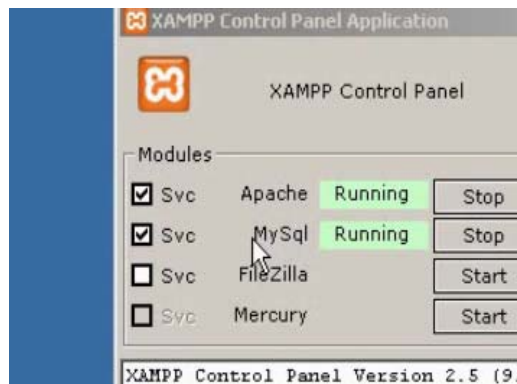 XAMPP Control Panel Application
XAMPP Control Panel
Modules
Svc Apache Running Stop
Svc MySql Running Stop
Svc FileZilla Start
Svc Mercury Start
XAMPP Control Panel Version 2.5 (9.